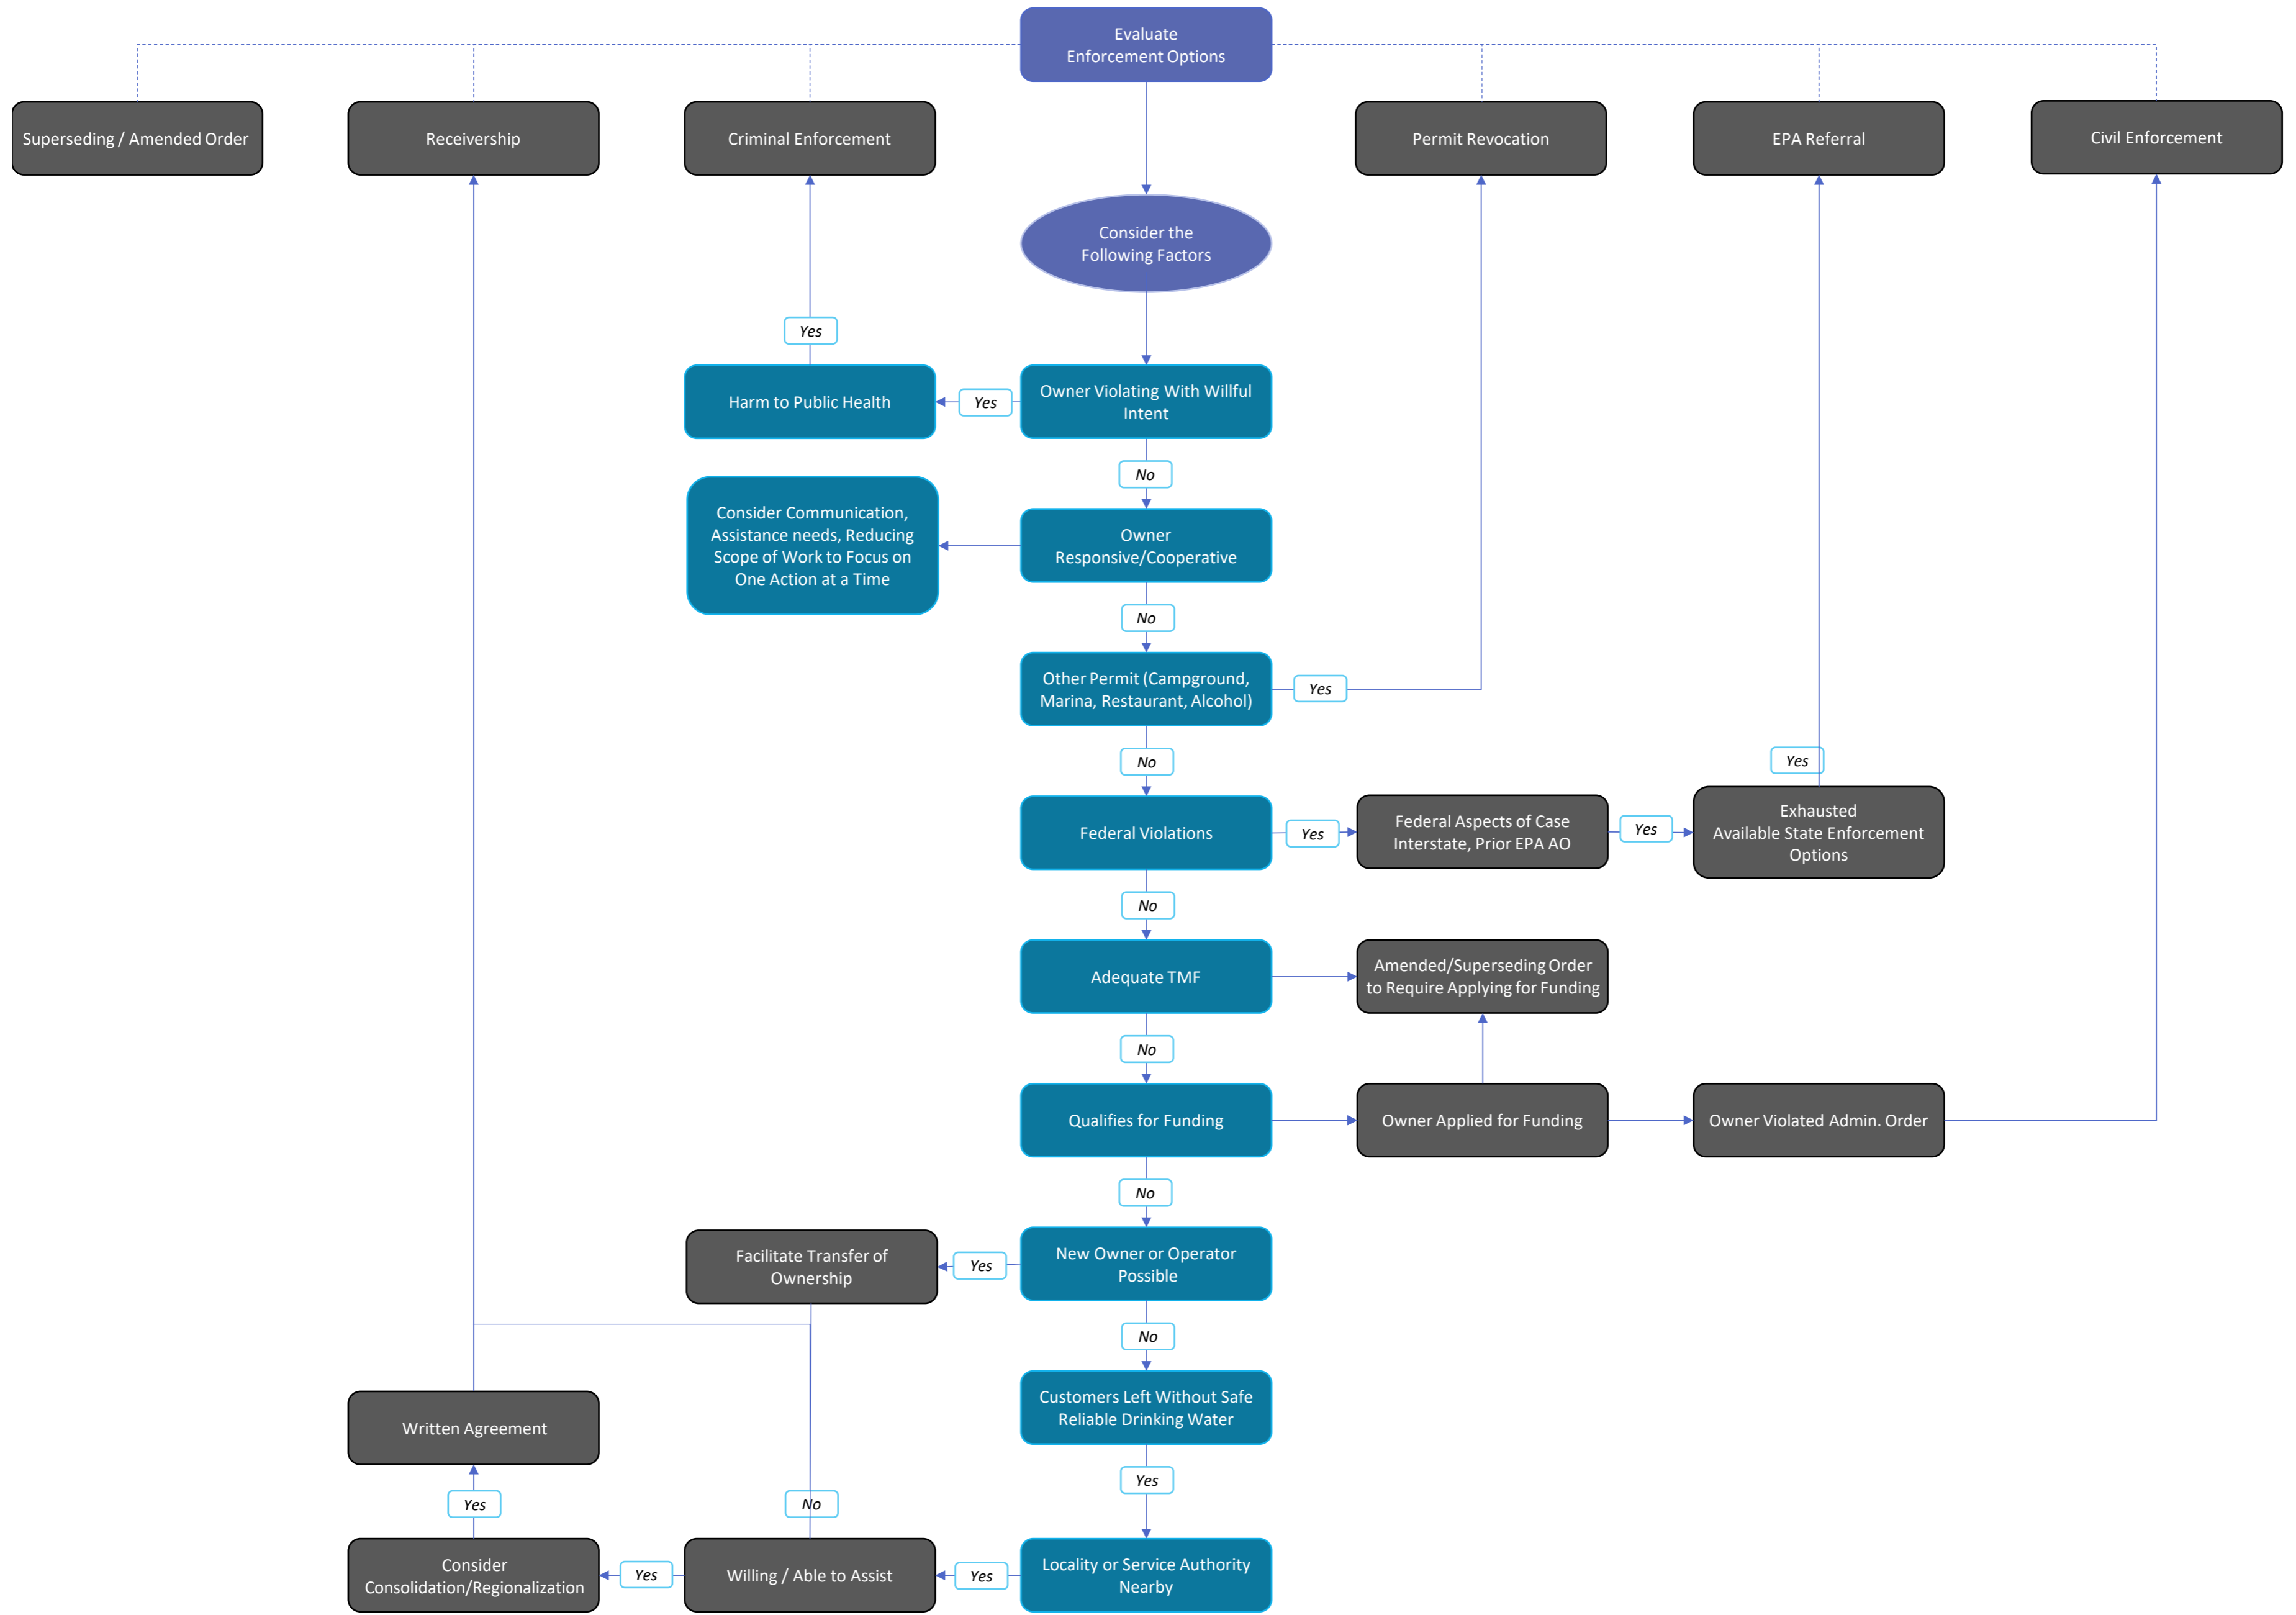 Evaluate
Enforcement Options
Superseding / Amended Order
Receivership
Criminal Enforcement
Permit Revocation
EPA Referral
Civil Enforcement
Consider the
Following Factors
Yes
Harm to Public Health
Yes
Owner Violating With Willful
Intent
No
Consider Communication,
Assistance needs, Reducing
Scope of Work to Focus on
One Action at a Time
Owner
Responsive/Cooperative
No
Other Permit (Campground,
Marina, Restaurant, Alcohol)
Yes
No
Yes
Federal Violations
Yes
Federal Aspects of Case
Interstate, Prior EPA AO
Yes
Exhausted
Available State Enforcement
Options
No
Adequate TMF
Amended/Superseding Order
to Require Applying for Funding
No
Qualifies for Funding
Owner Applied for Funding
Owner Violated Admin. Order
No
Facilitate Transfer of
Ownership
Yes
New Owner or Operator
Possible
No
Written Agreement
Customers Left Without Safe
Reliable Drinking Water
Yes
Yes
No
Consider
Consolidation/Regionalization
Yes
Willing / Able to Assist
Yes
Locality or Service Authority
Nearby